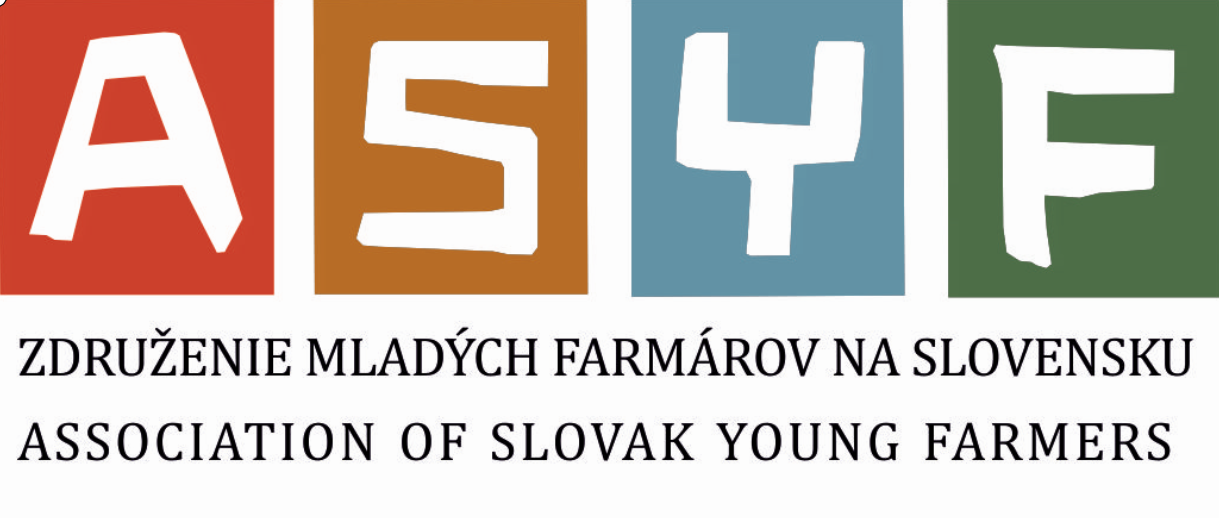 ASYF
ZDRUŽENIE MLADÝCH FARMÁROV NA SLOVENSKU
ASSOCIATION OF SLOVAK YOUNG FARMERS